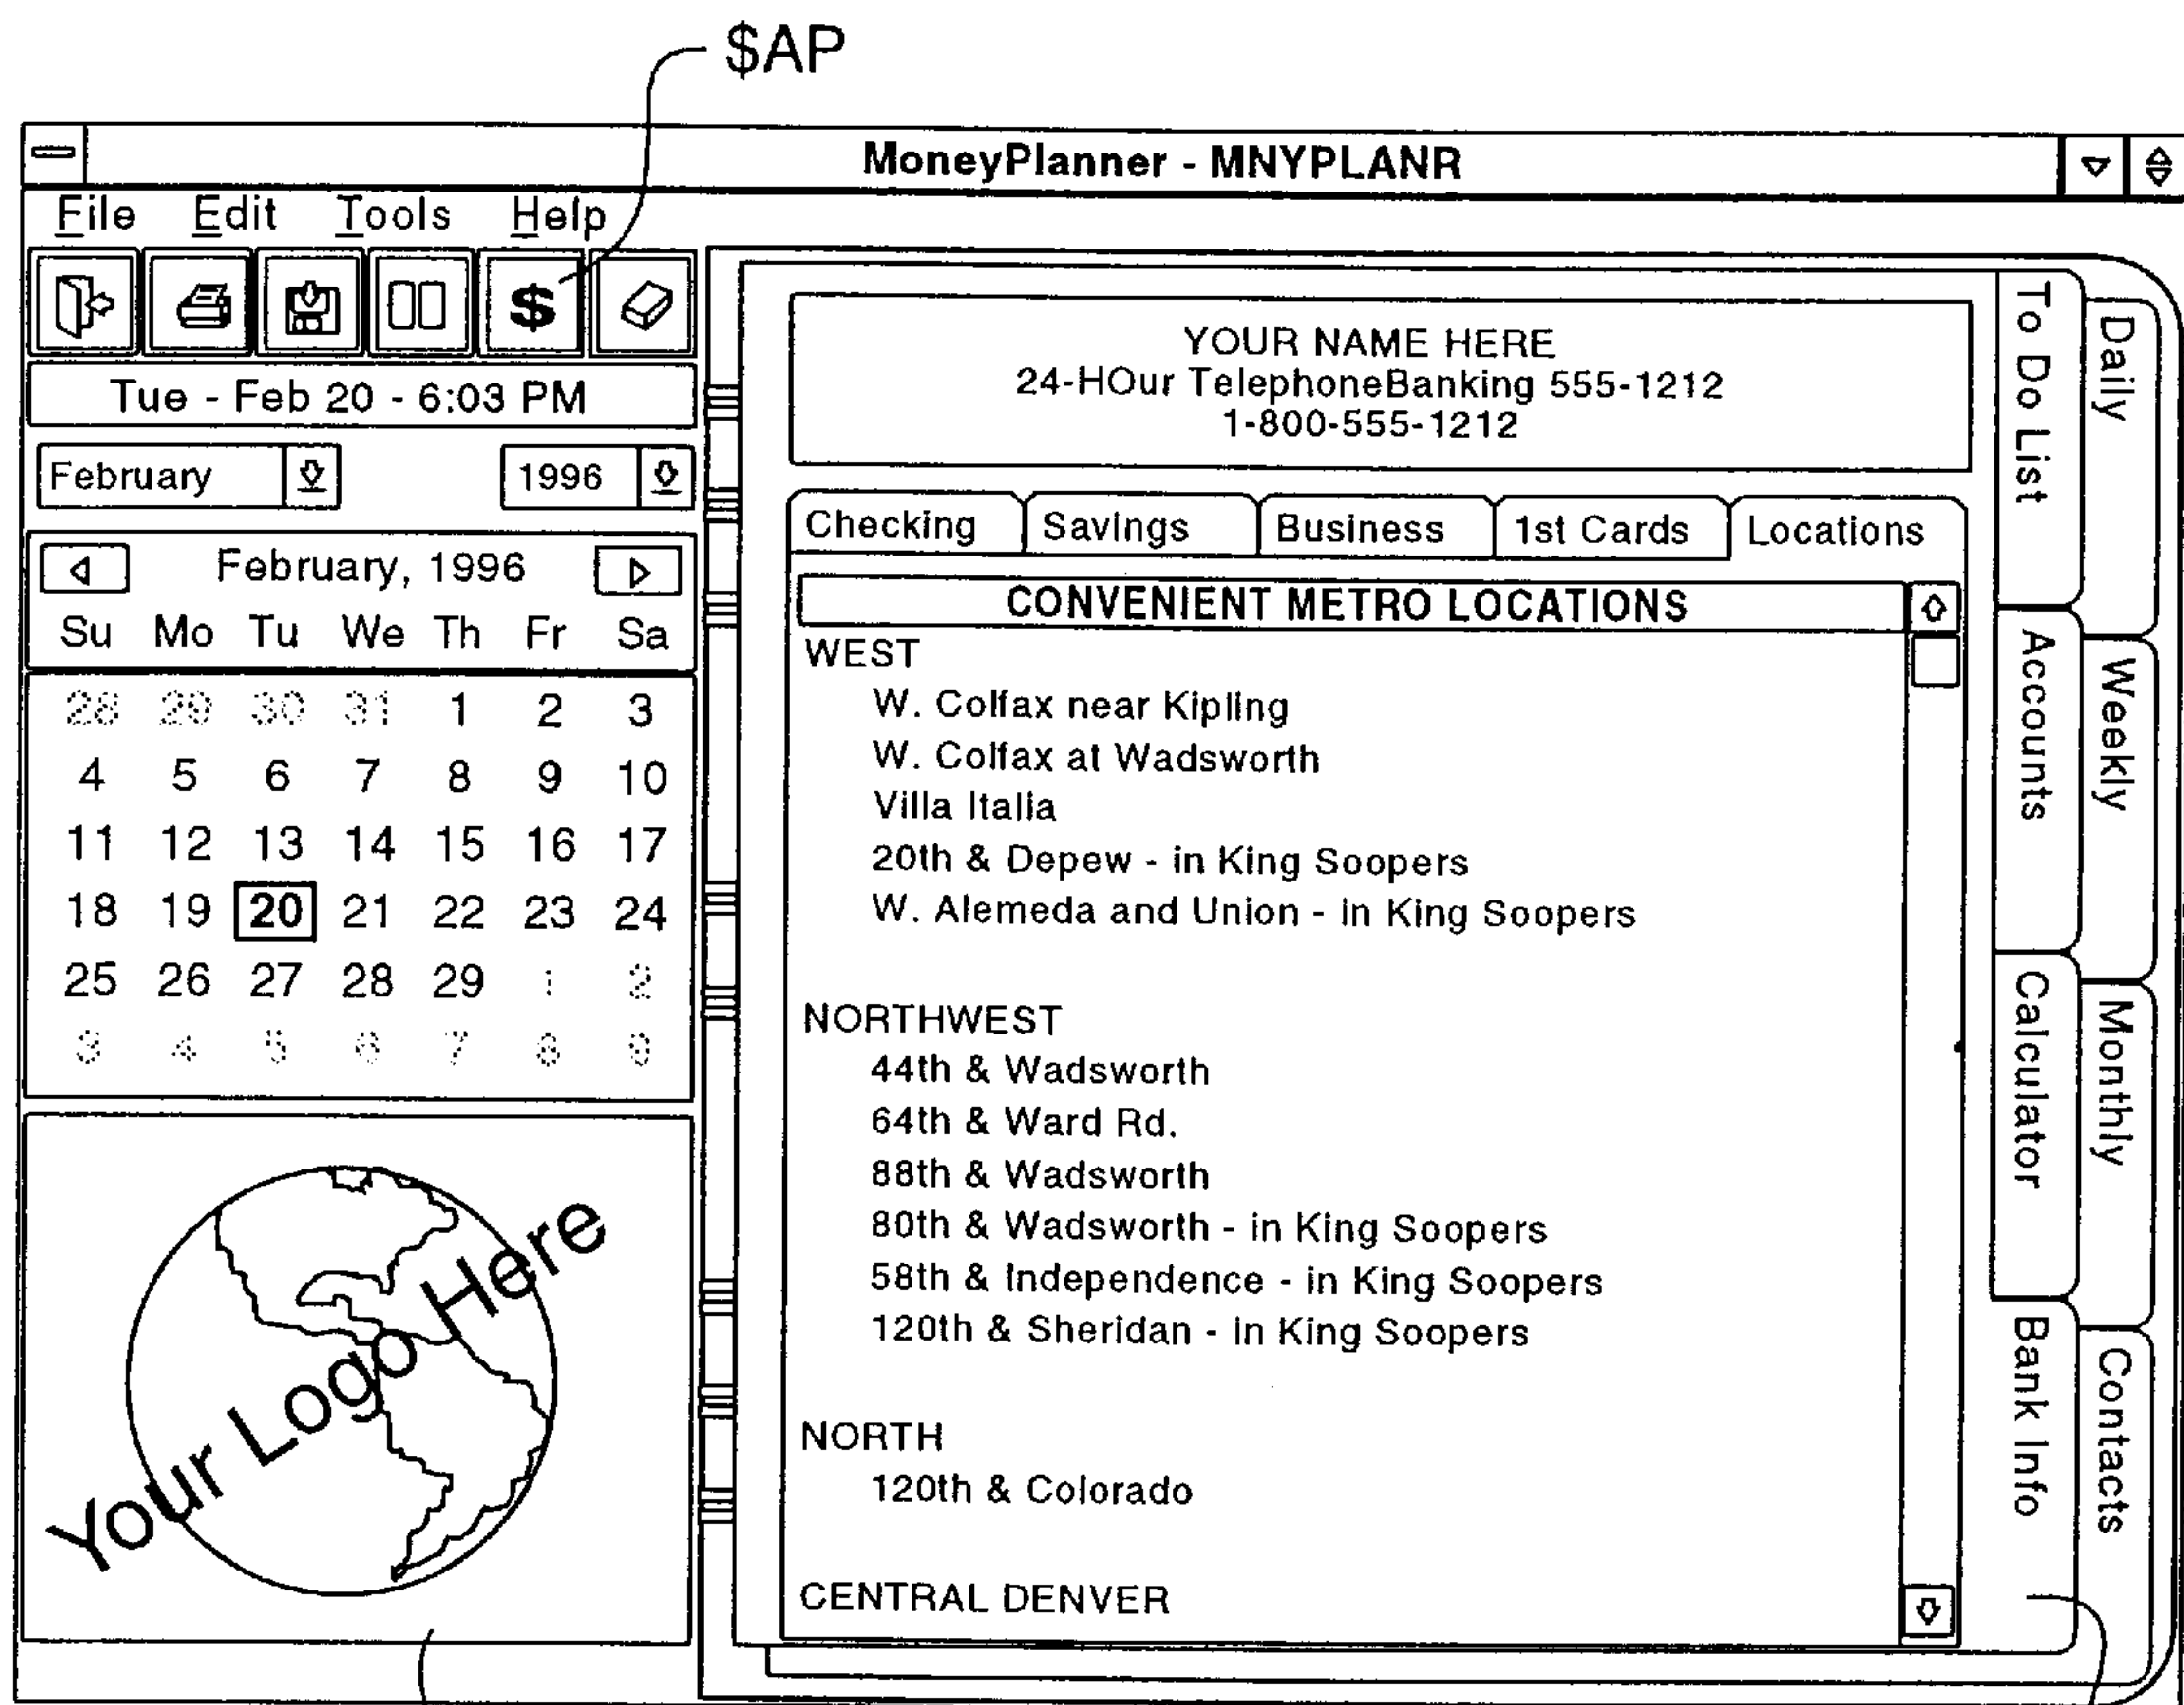 $AP
MoneyPlanner - MNYPLANR
File Edit Tools Help
$
Tue - Feb 20 - 6:03 PM
February 1996
February, 1996
Su Mo Tu We Th Fr Sa
28 29 30 31 1 2 3
4 5 6 7 8 9 10
11 12 13 14 15 16 17
18 19 20 21 22 23 24
25 26 27 28 29 1 2
3 4 5 6 7 8 9
Your Logo Here
YOUR NAME HERE
24-HOur TelephoneBanking 555-1212
1-800-555-1212
Checking Savings Business 1st Cards Locations
CONVENIENT METRO LOCATIONS
WEST
W. Colfax near Kipling
W. Colfax at Wadsworth
Villa Italia
20th & Depew - in King Soopers
W. Alemeda and Union - in King Soopers
NORTHWEST
44th & Wadsworth
64th & Ward Rd.
88th & Wadsworth
80th & Wadsworth - in King Soopers
58th & Independence - in King Soopers
120th & Sheridan - in King Soopers
NORTH
120th & Colorado
CENTRAL DENVER
To Do List
Accounts
Calculator
Bank Info
Daily
Weekly
Monthly
Contacts